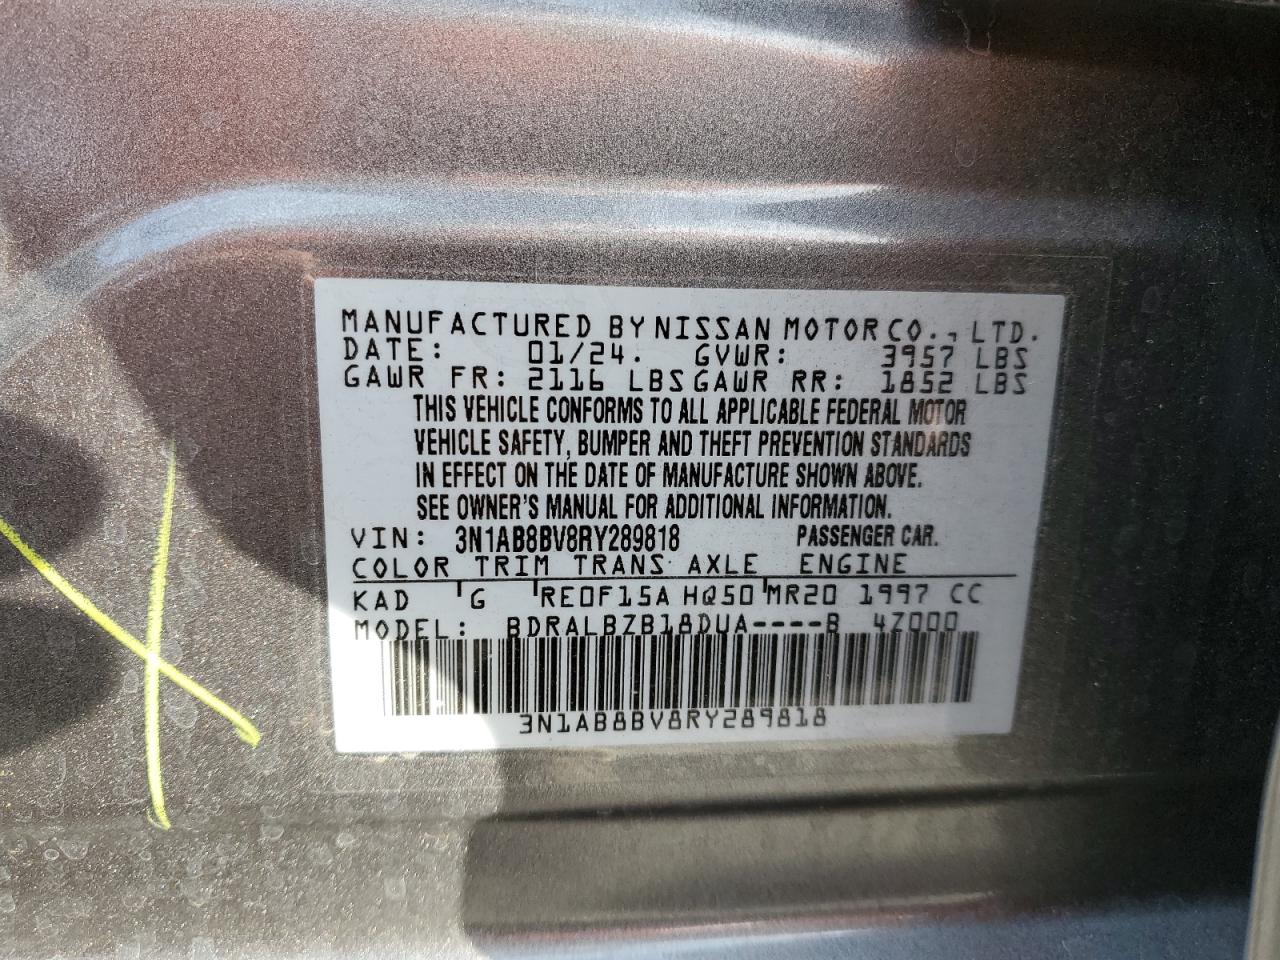 MANUFACTURED BY NISSAN MOTOR CO., LTD.
DATE: 01/24. GVWR: 3957 LBS
GAWR FR: 2116 LBS GAWR RR: 1852 LBS
THIS VEHICLE CONFORMS TO ALL APPLICABLE FEDERAL MOTOR
VEHICLE SAFETY, BUMPER AND THEFT PREVENTION STANDARDS
IN EFFECT ON THE DATE OF MANUFACTURE SHOWN ABOVE.
SEE OWNER'S MANUAL FOR ADDITIONAL INFORMATION.
VIN: 3N1AB8BV8RY289818 PASSENGER CAR.
COLOR TRIM TRANS AXLE ENGINE
KAD G RE0F15A HQ50 MR20 1997 CC
MODEL: BDRALBZB18DUA----B 4Z000
3N1AB8BV8RY289818